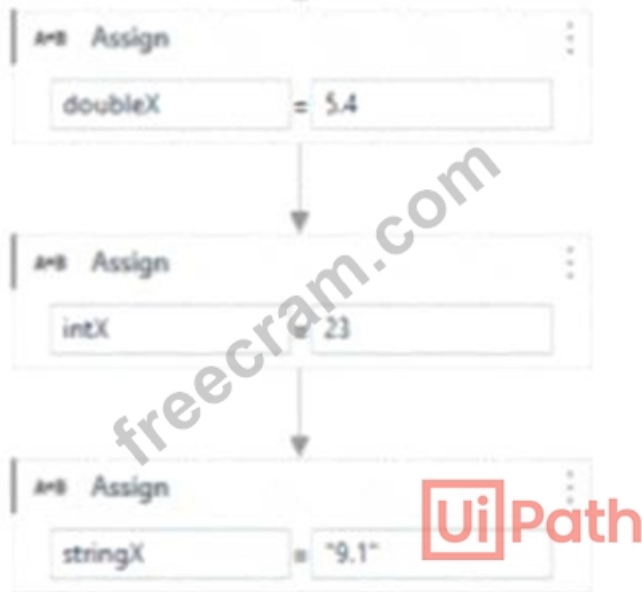 A=B Assign
doubleX = 5.4
A=B Assign
intX = 23
freecram.com
A=B Assign
stringX = "9.1"
UiPath